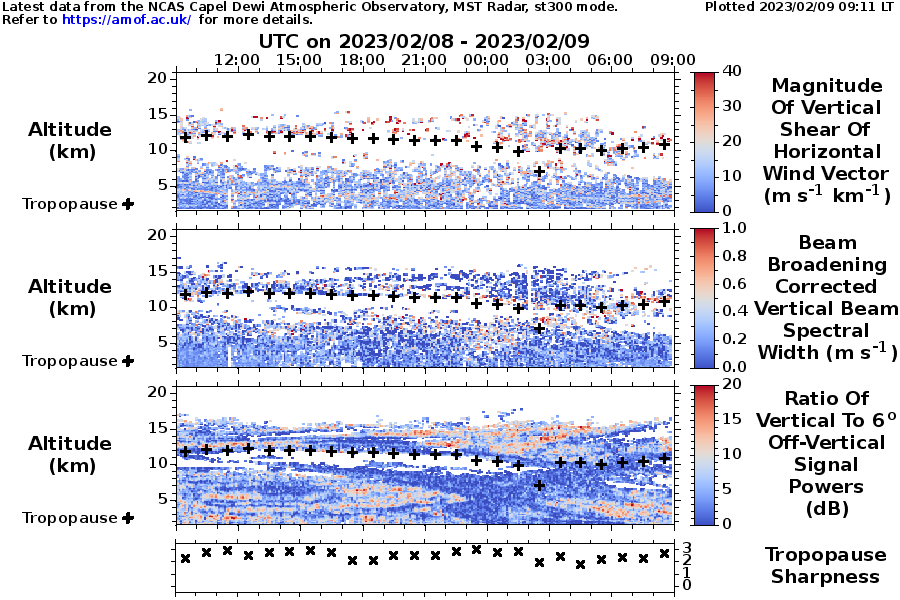 Latest data from the NCAS Capel Dewi Atmospheric Observatory, MST Radar, st300 mode.
Plotted 2023/02/09 09:11 LT
Refer to https://amof.ac.uk/ for more details.
UTC on 2023/02/08 - 2023/02/09
12:00 15:00 18:00 21:00 00:00 03:00 06:00 09:00
20
15
10
5
Altitude
(km)
Tropopause
40
30
20
10
0
Magnitude
Of Vertical
Shear Of
Horizontal
Wind Vector
(m s-1 km-1)
20
15
10
5
Altitude
(km)
Tropopause
1.0
0.8
0.6
0.4
0.2
0.0
Beam
Broadening
Corrected
Vertical Beam
Spectral
Width (m s-1)
20
15
10
5
Altitude
(km)
Tropopause
20
15
10
5
0
Ratio Of
Vertical To 6o
Off-Vertical
Signal
Powers
(dB)
3
2
1
0
Tropopause
Sharpness